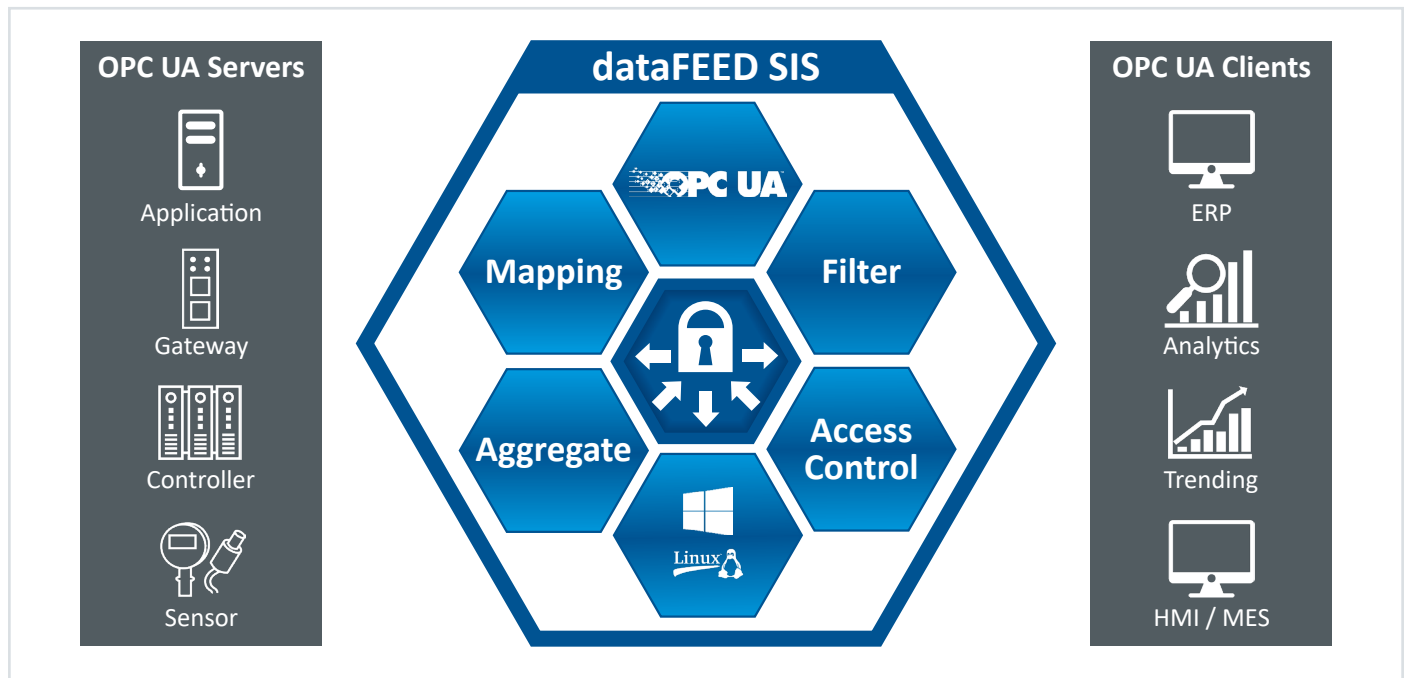 OPC UA Servers
Application
Gateway
Controller
Sensor
dataFEED SIS
OPC UA
Mapping
Filter
Aggregate
Access
Control
Linux
OPC UA Clients
ERP
Analytics
Trending
HMI / MES